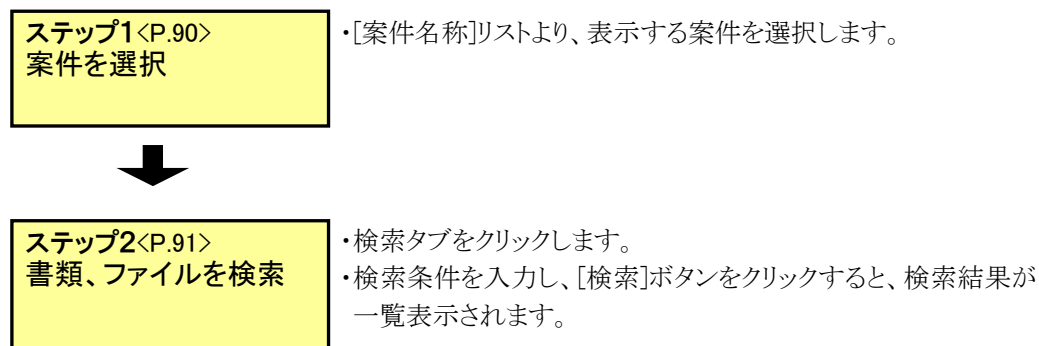 ステップ1<P.90>
案件を選択
・[案件名称]リストより、表示する案件を選択します。
ステップ2<P.91>
書類、ファイルを検索
・検索タブをクリックします。
・検索条件を入力し、[検索]ボタンをクリックすると、検索結果が
一覧表示されます。